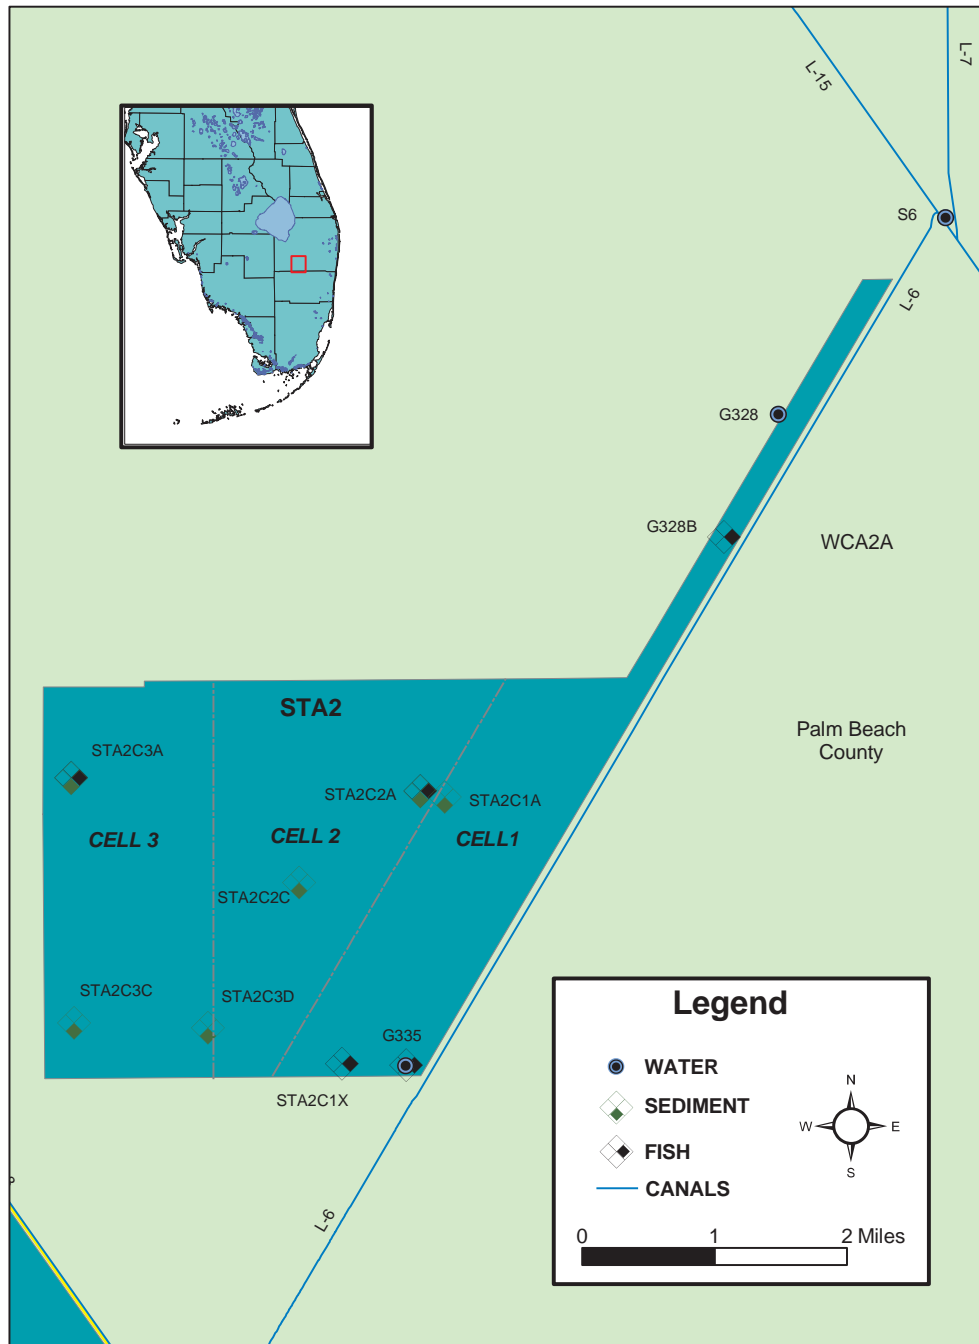 L-7
L-15
S6
L-6
G328
G328B
WCA2A
STA2
Palm Beach
County
STA2C3A
STA2C2A
STA2C1A
CELL 3
CELL 2
CELL1
STA2C2C
STA2C3C
STA2C3D
G335
STA2C1X
L-6
Legend
WATER
SEDIMENT
FISH
CANALS
N
W
E
S
0 1 2 Miles